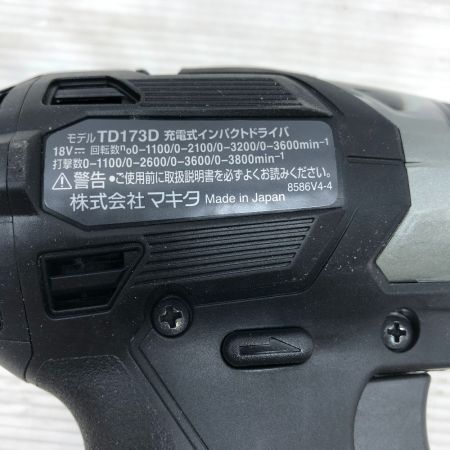 モデル TD173D 充電式インパクトドライバ
18V⎓ 回転数n₀0-1100/0-2100/0-3200/0-3600min⁻¹
打撃数0-1100/0-2600/0-3600/0-3800min⁻¹
⚠警告・ご使用前に取扱説明書を必ずよくお読みください。
8586V4-4
株式会社 マキタ Made in Japan